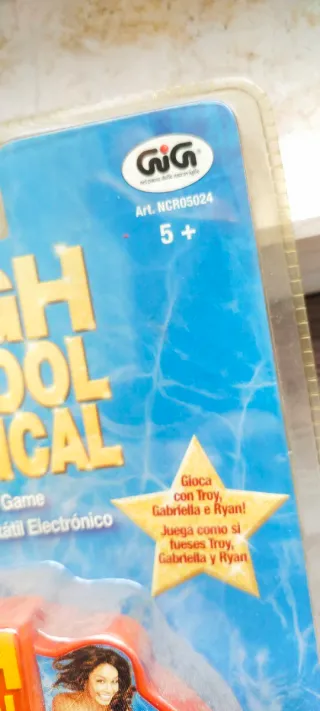 GiG®
Art. NCR05024
5 +
GH
OOL
ICAL
Game
tátil Electrónico
Gioca
con Troy,
Gabriella e Ryan!
Juega como si
fueses Troy,
Gabriella y Ryan